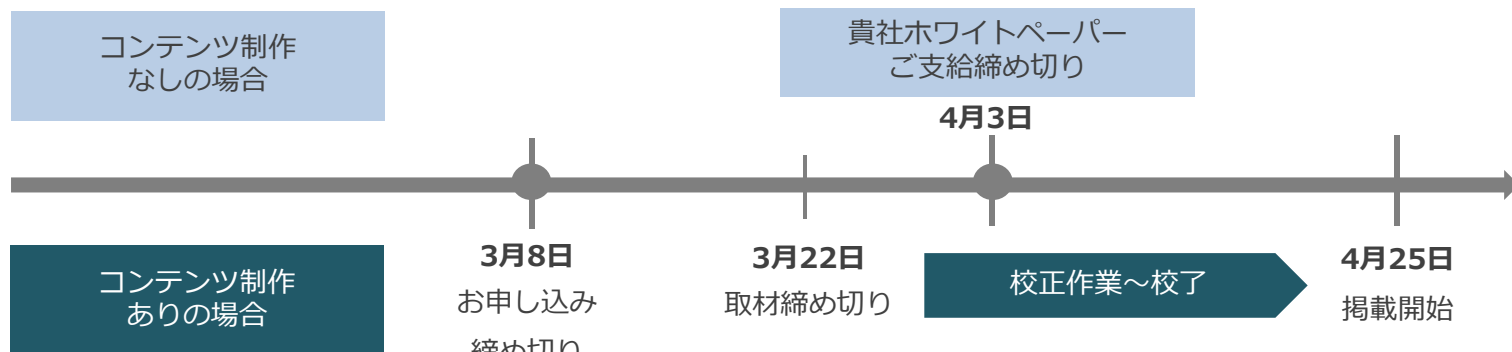 コンテンツ制作
なしの場合
貴社ホワイトペーパー
ご支給締め切り
4月3日
コンテンツ制作
ありの場合
3月8日
お申し込み
締め切り
3月22日
取材締め切り
校正作業～校了
4月25日
掲載開始